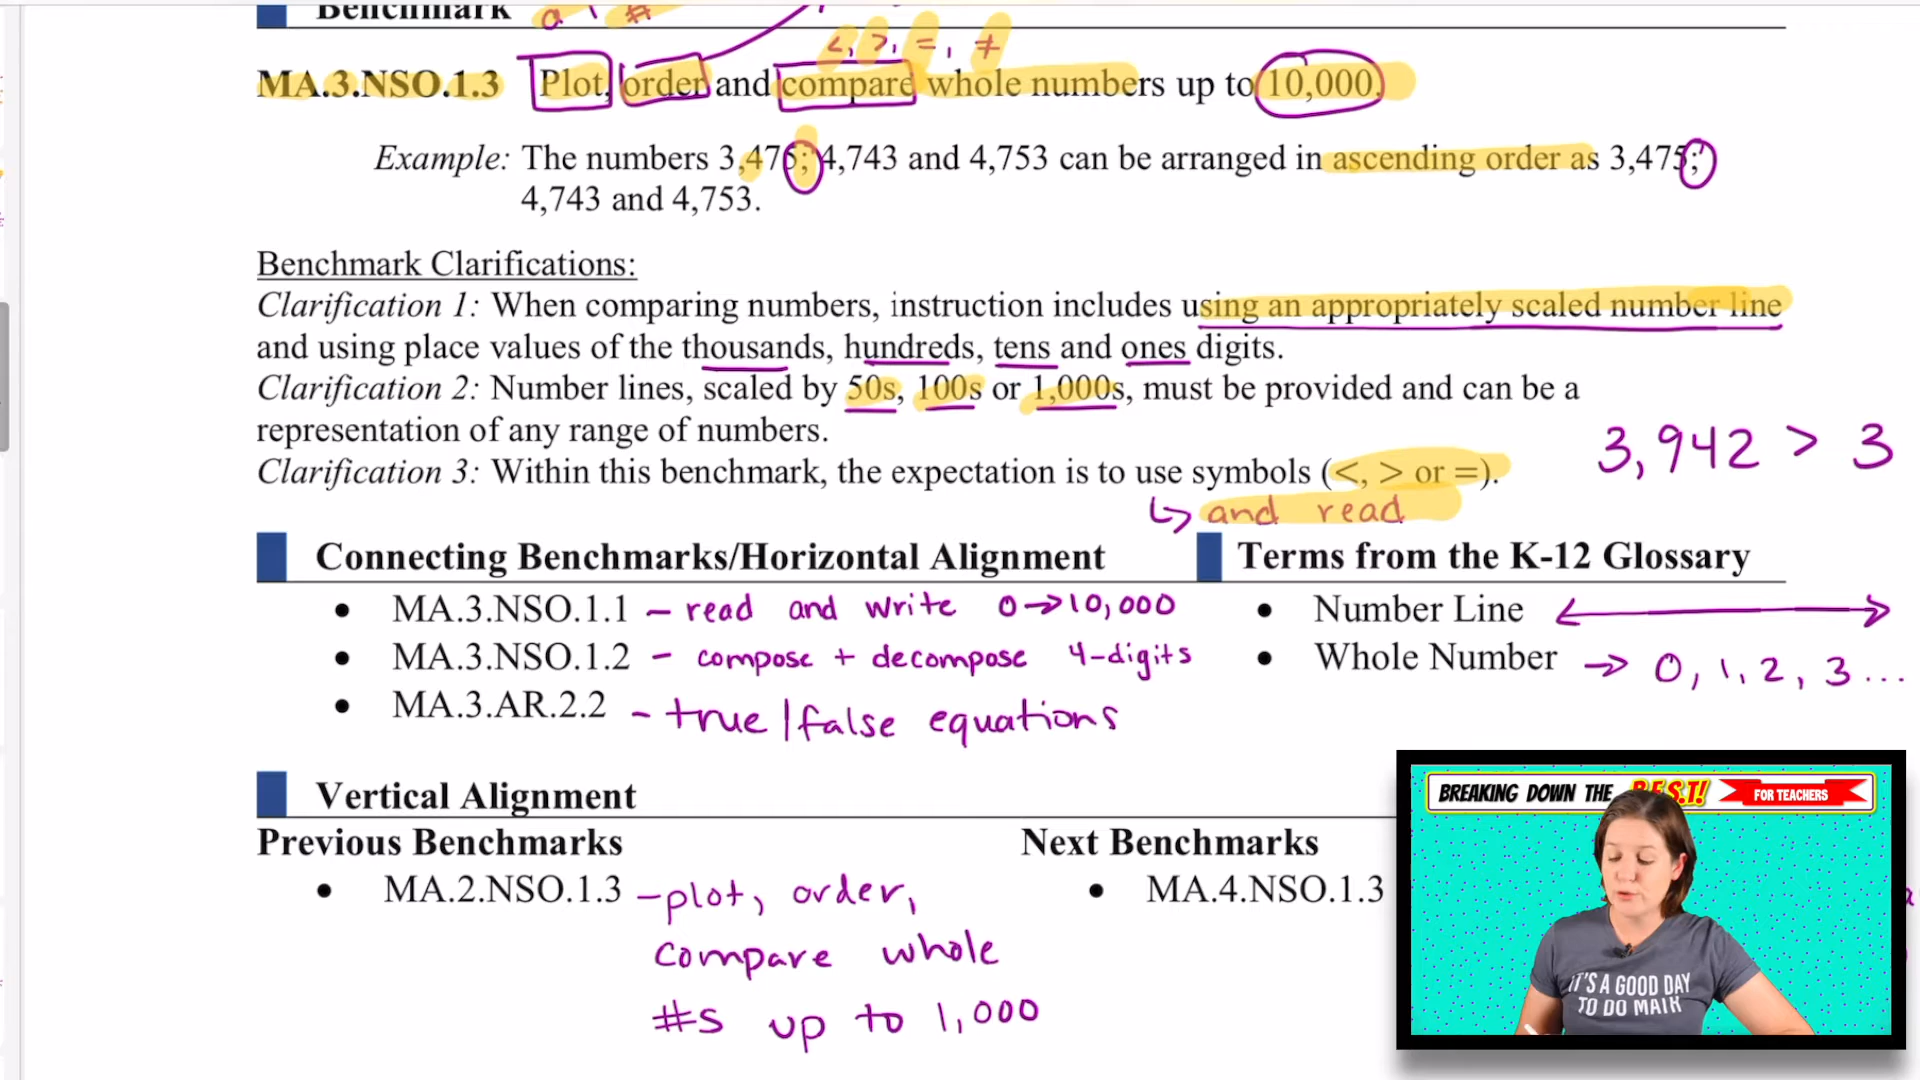 Benchmark
a #
<, >, =, ≠
MA.3.NSO.1.3 Plot, order and compare whole numbers up to 10,000.
Example: The numbers 3,475; 4,743 and 4,753 can be arranged in ascending order as 3,475;
4,743 and 4,753.
Benchmark Clarifications:
Clarification 1: When comparing numbers, instruction includes using an appropriately scaled number line
and using place values of the thousands, hundreds, tens and ones digits.
Clarification 2: Number lines, scaled by 50s, 100s or 1,000s, must be provided and can be a
representation of any range of numbers.
3,942 > 3
Clarification 3: Within this benchmark, the expectation is to use symbols (<, > or =).
↳ and read
Connecting Benchmarks/Horizontal Alignment
• MA.3.NSO.1.1 – read and write 0→10,000
• MA.3.NSO.1.2 – compose + decompose 4-digits
• MA.3.AR.2.2 – true/false equations
Terms from the K-12 Glossary
• Number Line
• Whole Number → 0, 1, 2, 3...
Vertical Alignment
Previous Benchmarks
• MA.2.NSO.1.3 – plot, order,
compare whole
#s up to 1,000
Next Benchmarks
• MA.4.NSO.1.3
BREAKING DOWN THE B.E.S.T! FOR TEACHERS
IT'S A GOOD DAY
TO DO MATH